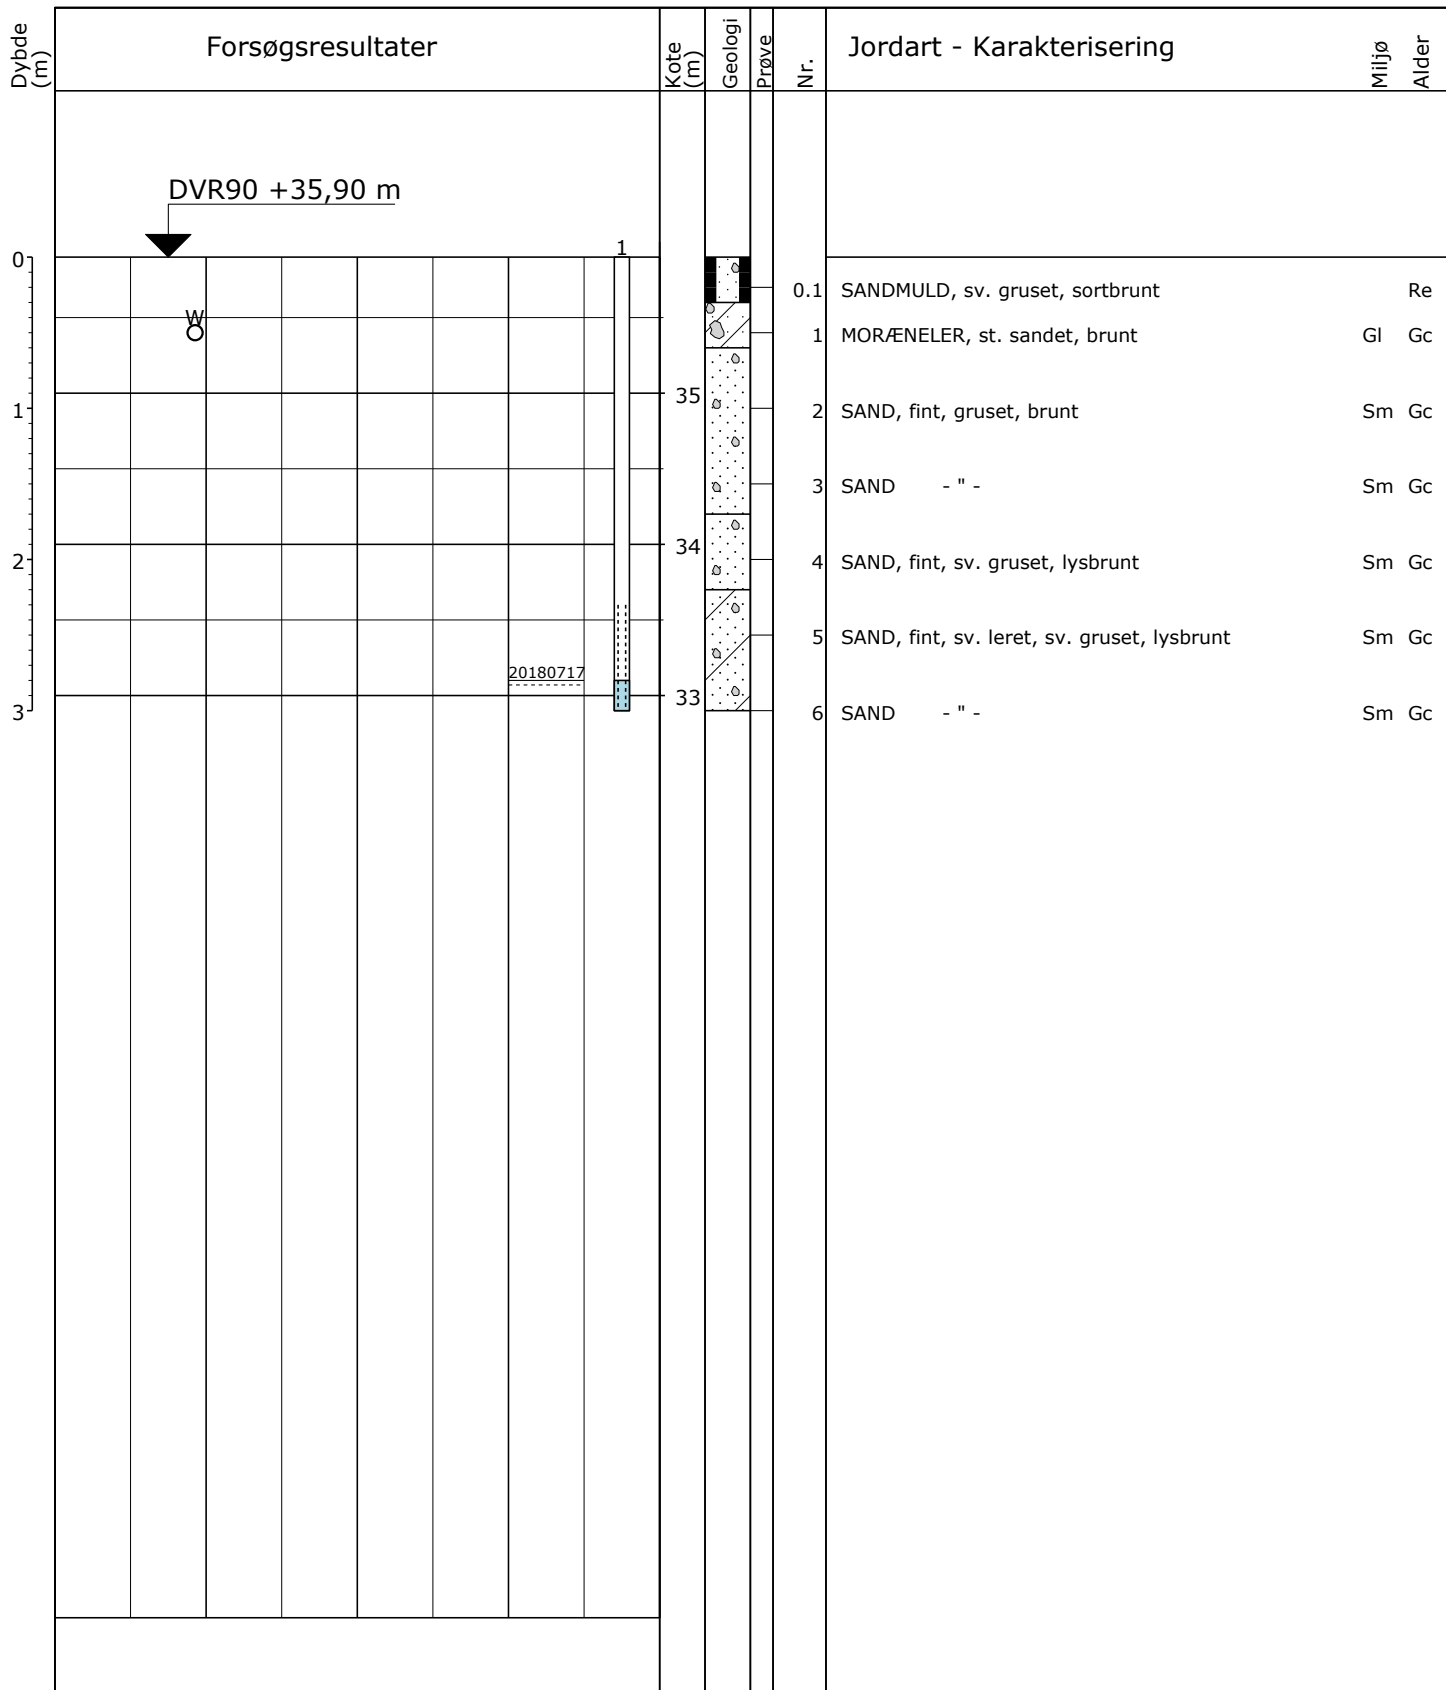 Dybde (m)
Forsøgsresultater
Kote (m)
Geologi
Prøve
Nr.
Jordart - Karakterisering
Miljø
Alder
DVR90 +35,90 m
1
0
0.1 SANDMULD, sv. gruset, sortbrunt Re
W
1 MORÆNELER, st. sandet, brunt Gl Gc
35
1
2 SAND, fint, gruset, brunt Sm Gc
3 SAND - " - Sm Gc
34
2
4 SAND, fint, sv. gruset, lysbrunt Sm Gc
5 SAND, fint, sv. leret, sv. gruset, lysbrunt Sm Gc
20180717
33
3
6 SAND - " - Sm Gc